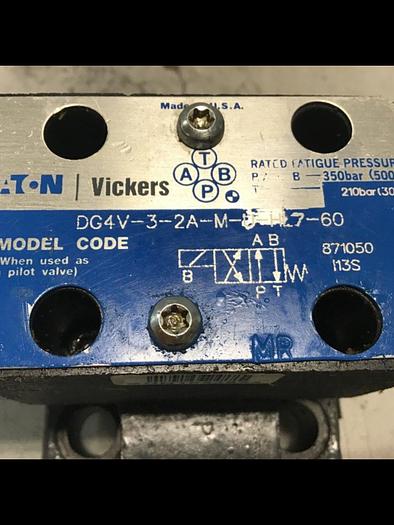 Made U.S.A.
T
A B
P
EATON | Vickers
RATED FATIGUE PRESSURE
P B — 350bar (500
T 210bar (30
DG4V-3-2A-M- 7-60
MODEL CODE
(When used as
a pilot valve)
871050
113S
A B
B
P T
MR